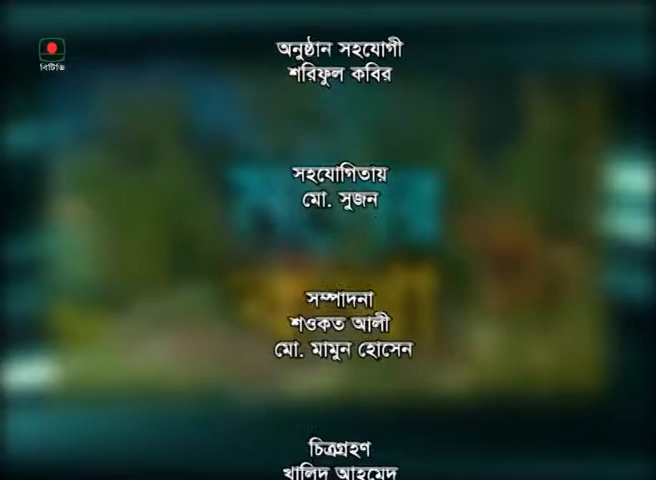 অনুষ্ঠান সহযোগী
শরিফুল কবির
বিটিভি
সহযোগিতায়
মো. সুজন
সম্পাদনা
শওকত আলী
মো. মামুন হোসেন
চিত্রগ্রহণ
খালিদ আহমেদ